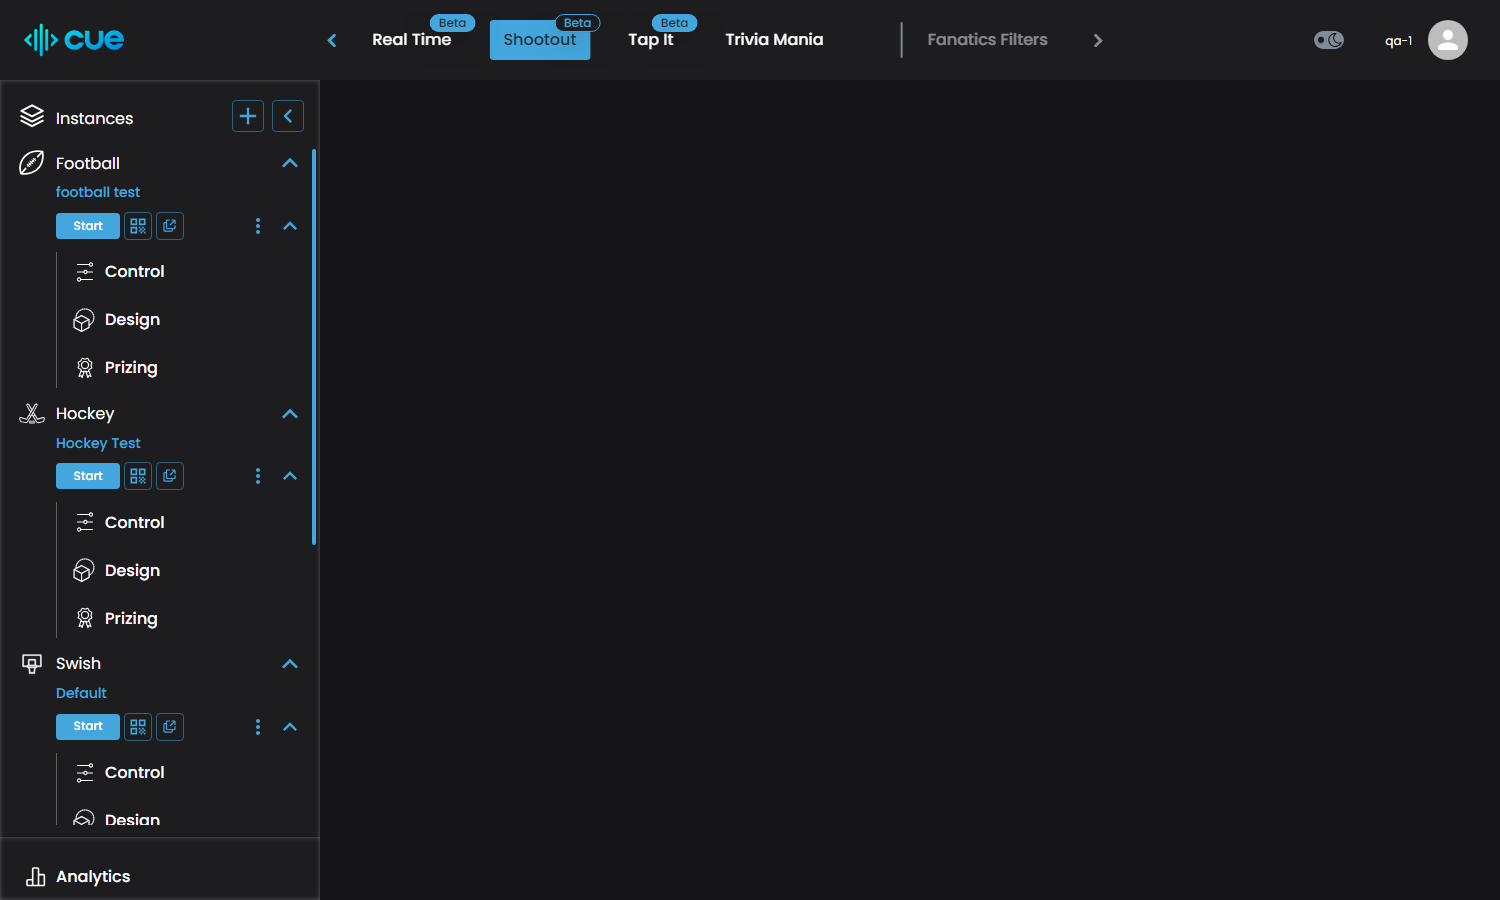 cue
Real Time
Beta
Shootout
Beta
Tap It
Beta
Trivia Mania
Fanatics Filters
qa-1
Instances
Football
football test
Start
Control
Design
Prizing
Hockey
Hockey Test
Start
Control
Design
Prizing
Swish
Default
Start
Control
Design
Analytics